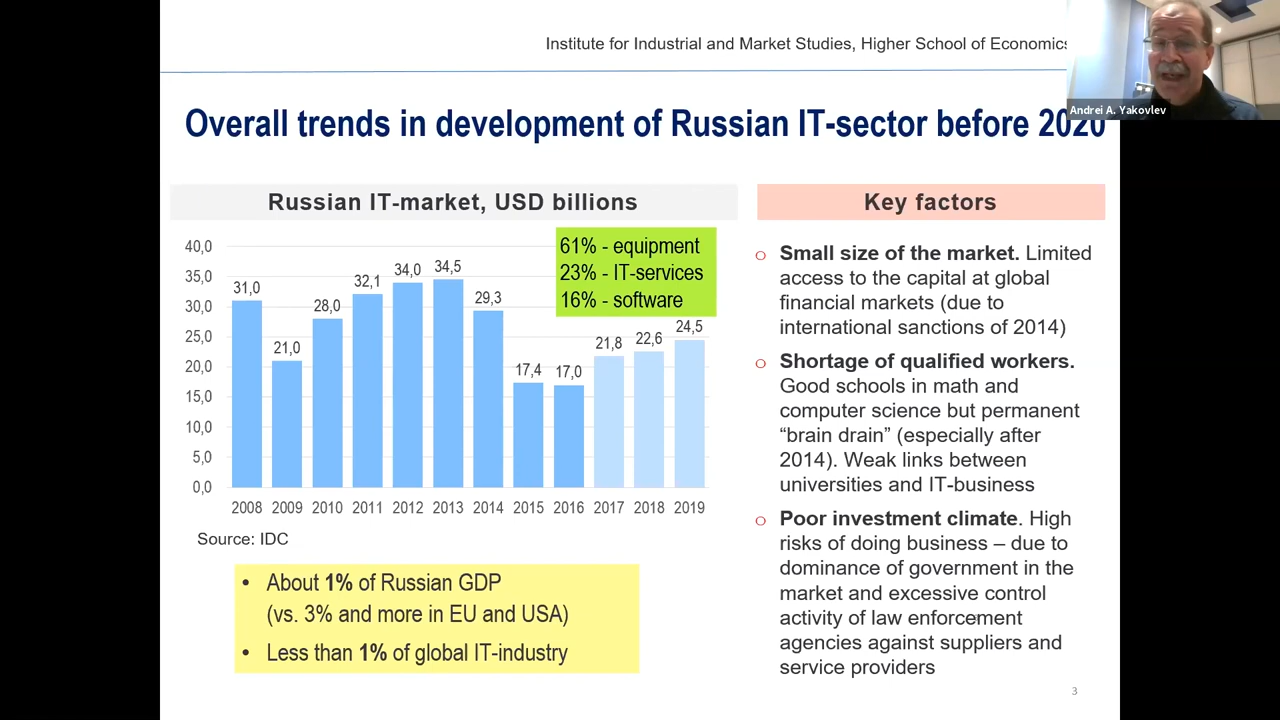 Institute for Industrial and Market Studies, Higher School of Economics
Andrei A. Yakovlev
Overall trends in development of Russian IT-sector before 2020
Russian IT-market, USD billions
40,0
35,0
30,0
25,0
20,0
15,0
10,0
5,0
0,0
31,0
21,0
28,0
32,1
34,0
34,5
29,3
17,4
17,0
21,8
22,6
24,5
61% - equipment
23% - IT-services
16% - software
2008 2009 2010 2011 2012 2013 2014 2015 2016 2017 2018 2019
Source: IDC
• About 1% of Russian GDP
(vs. 3% and more in EU and USA)
• Less than 1% of global IT-industry
Key factors
o Small size of the market. Limited
access to the capital at global
financial markets (due to
international sanctions of 2014)
o Shortage of qualified workers.
Good schools in math and
computer science but permanent
“brain drain” (especially after
2014). Weak links between
universities and IT-business
o Poor investment climate. High
risks of doing business – due to
dominance of government in the
market and excessive control
activity of law enforcement
agencies against suppliers and
service providers
3